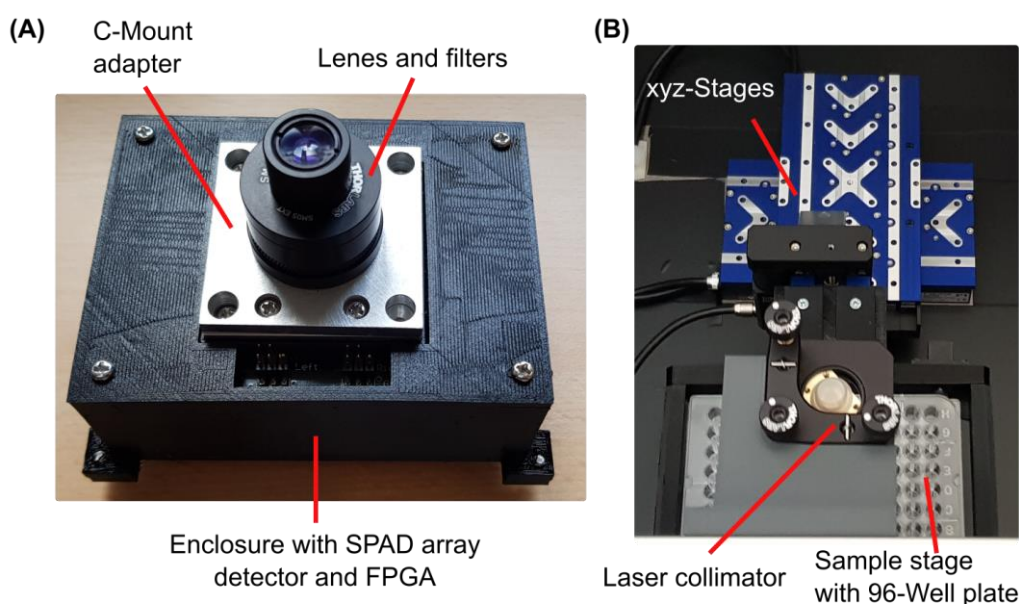 (A)
C-Mount
adapter
Lenes and filters
THORLABS
Left
Enclosure with SPAD array
detector and FPGA
(B)
xyz-Stages
Laser collimator
Sample stage
with 96-Well plate